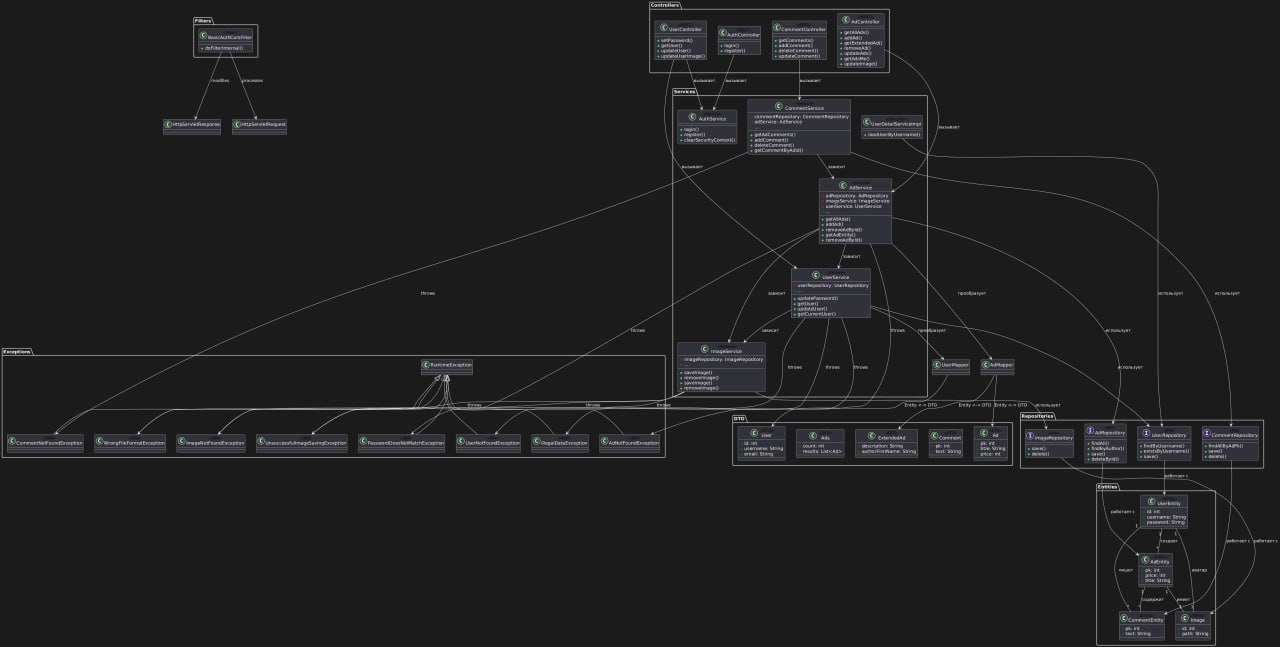 Filters
BasicAuthCorsFilter
doFilterInternal()
modifies
processes
HttpServletResponse
HttpServletRequest
Controllers
UserController
setPassword()
getUser()
updateUser()
updateUserImage()
AuthController
login()
register()
CommentController
getComments()
addComment()
deleteComment()
updateComment()
AdController
getAllAds()
addAd()
getExtendedAd()
removeAd()
updateAds()
getAdsMe()
updateImage()
вызывает
вызывает
вызывает
вызывает
вызывает
Services
AuthService
login()
register()
clearSecurityContext()
CommentService
commentRepository: CommentRepository
adService: AdService
getAdComments()
addComment()
deleteComment()
getCommentByAdId()
UserDetailServiceImpl
loadUserByUsername()
зависит
AdService
adRepository: AdRepository
imageService: ImageService
userService: UserService
getAllAds()
addAd()
removeAdById()
getAdEntity()
removeAdById()
зависит
UserService
userRepository: UserRepository
updatePassword()
getUser()
updateUser()
getCurrentUser()
зависит
зависит
ImageService
imageRepository: ImageRepository
saveImage()
removeImage()
saveImage()
removeImage()
throws
throws
throws
преобразует
преобразует
использует
использует
использует
throws
throws
throws
UserMapper
AdMapper
Exceptions
RuntimeException
throws
throws
throws
CommentNotFoundException
WrongFileFormatException
ImageNotFoundException
UnsuccessfulImageSavingException
PasswordDoesNotMatchException
UserNotFoundException
IllegalDataException
AdNotFoundException
Entity <-> DTO
Entity <-> DTO
Entity <-> DTO
использует
DTO
User
id: int
username: String
email: String
Ads
count: int
results: List<Ad>
ExtendedAd
description: String
authorFirstName: String
Comment
pk: int
text: String
Ad
pk: int
title: String
price: int
Repositories
ImageRepository
save()
delete()
AdRepository
findAll()
findByAuthor()
save()
deleteById()
UserRepository
findByUsername()
existsByUsername()
save()
CommentRepository
findAllByAdPk()
save()
delete()
работает с
работает с
работает с
работает с
Entities
UserEntity
id: int
username: String
password: String
создает
AdEntity
pk: int
price: int
title: String
пишет
аватар
содержит
имеет
CommentEntity
pk: int
text: String
Image
id: int
path: String